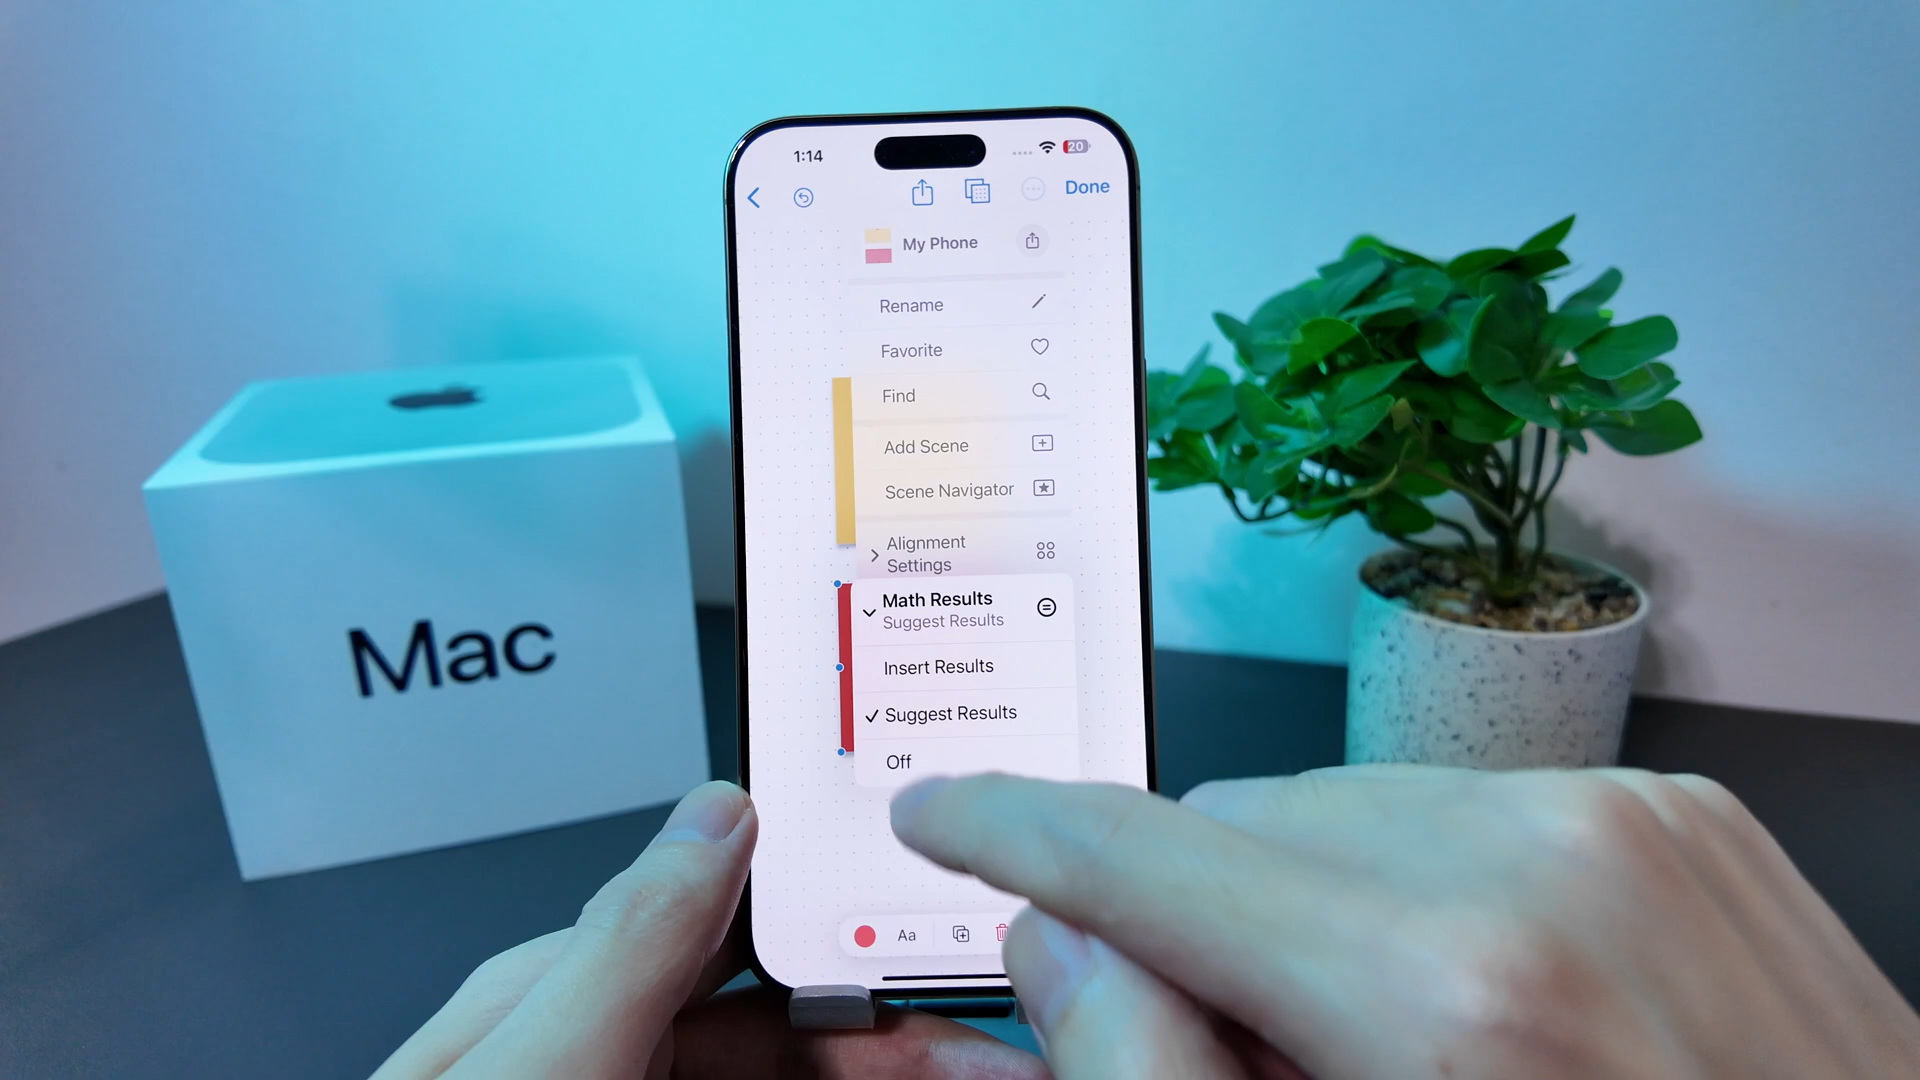 1:14
20
Done
My Phone
Rename
Favorite
Find
Add Scene
Scene Navigator
Alignment
Settings
Math Results
Suggest Results
Insert Results
Suggest Results
Off
Aa
Mac